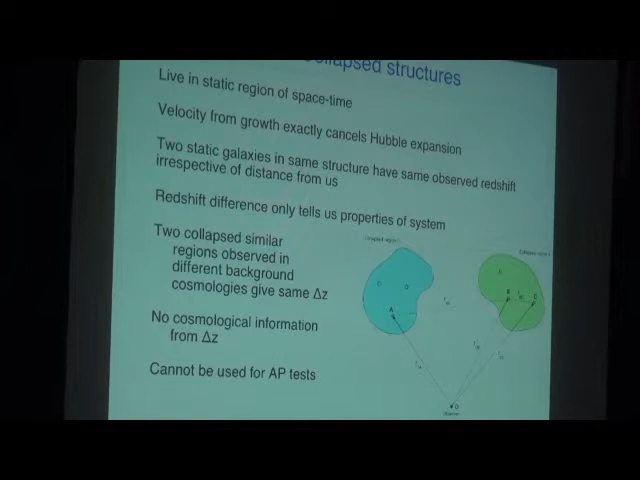 collapsed structures
Live in static region of space-time
Velocity from growth exactly cancels Hubble expansion
Two static galaxies in same structure have same observed redshift
irrespective of distance from us
Redshift difference only tells us properties of system
Two collapsed similar
regions observed in
different background
cosmologies give same Δz
No cosmological information
from Δz
Cannot be used for AP tests
A
B
C
O